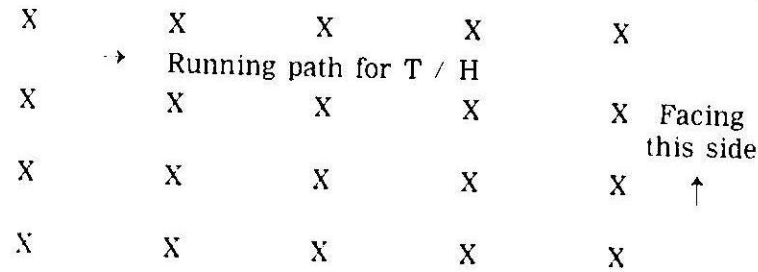 X X X X X
→ Running path for T / H
X X X X X Facing
this side
X X X X X ↑
X X X X X